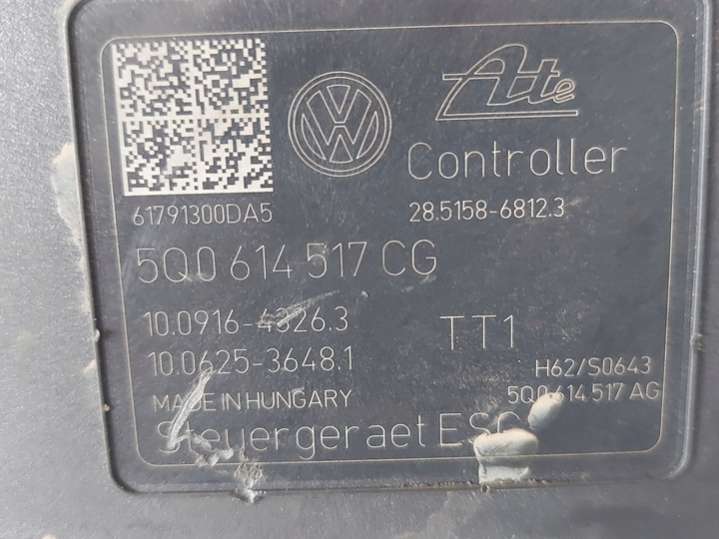 Ate
Controller
61791300DA5
28.5158-6812.3
5Q0 614 517 CG
10.0916-4326.3
10.0625-3648.1
TT1
H62/S0643
MADE IN HUNGARY
5Q0 614 517 AG
Steuergeraet ESC